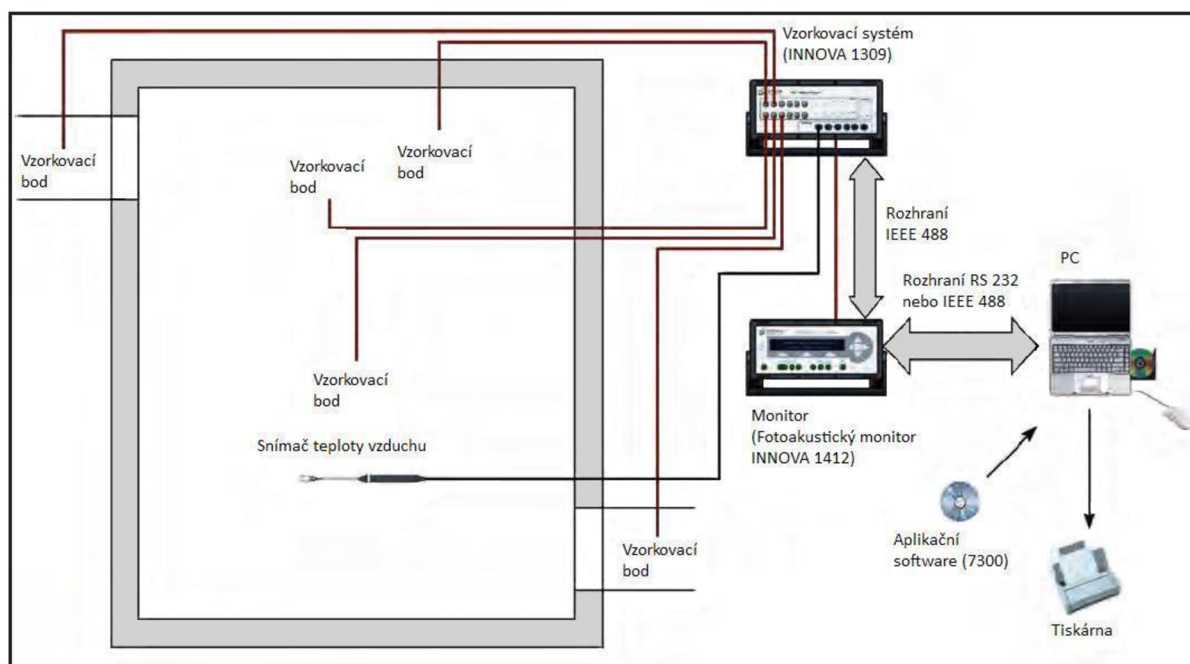 Vzorkovací systém
(INNOVA 1309)
Vzorkovací
bod
Vzorkovací
bod
Vzorkovací
bod
Rozhraní
IEEE 488
PC
Rozhraní RS 232
nebo IEEE 488
Vzorkovací
bod
Monitor
(Fotoakustický monitor
INNOVA 1412)
Snímač teploty vzduchu
Vzorkovací
bod
Aplikační
software (7300)
Tiskárna